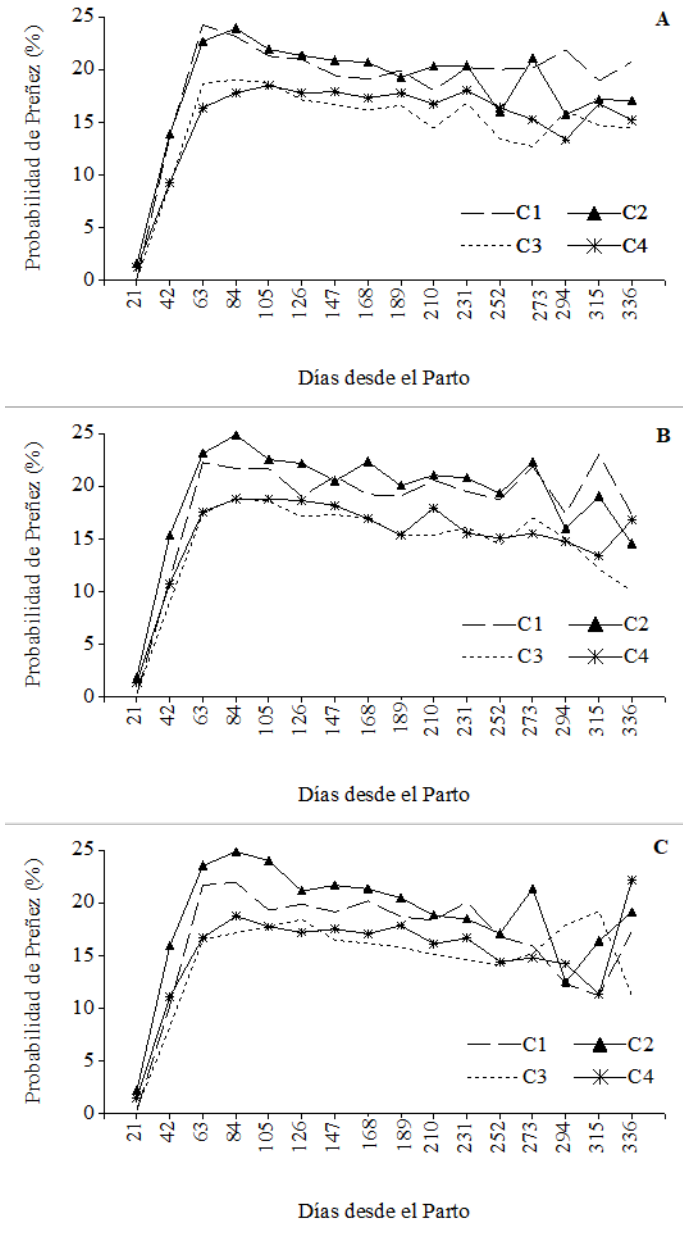 A
Probabilidad de Preñez (%)
25
20
15
10
5
0
C1 C2
C3 C4
21 42 63 84 105 126 147 168 189 210 231 252 273 294 315 336
Días desde el Parto
B
Probabilidad de Preñez (%)
25
20
15
10
5
0
C1 C2
C3 C4
21 42 63 84 105 126 147 168 189 210 231 252 273 294 315 336
Días desde el Parto
C
Probabilidad de Preñez (%)
25
20
15
10
5
0
C1 C2
C3 C4
21 42 63 84 105 126 147 168 189 210 231 252 273 294 315 336
Días desde el Parto